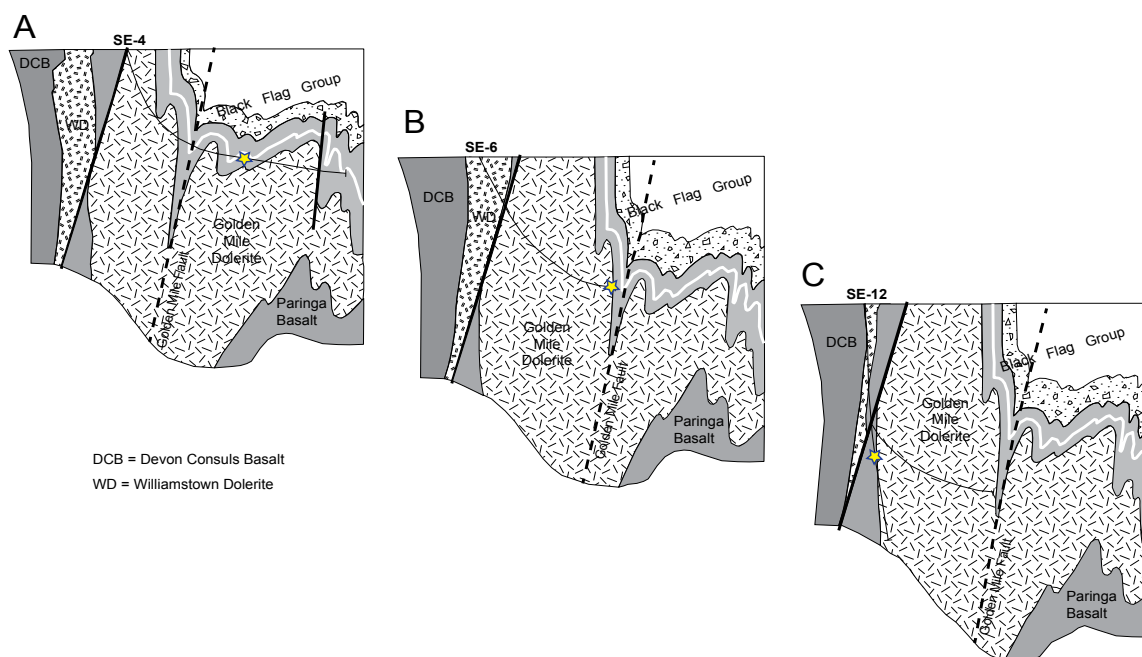 A
SE-4
DCB
WD
Black Flag Group
Golden
Mile
Dolerite
Golden Mile Fault
Paringa
Basalt
B
SE-6
DCB
WD
Black Flag Group
Golden
Mile
Dolerite
Golden Mile Fault
Paringa
Basalt
C
SE-12
DCB
Black Flag Group
Golden
Mile
Dolerite
Golden Mile Fault
Paringa
Basalt
DCB = Devon Consuls Basalt
WD = Williamstown Dolerite